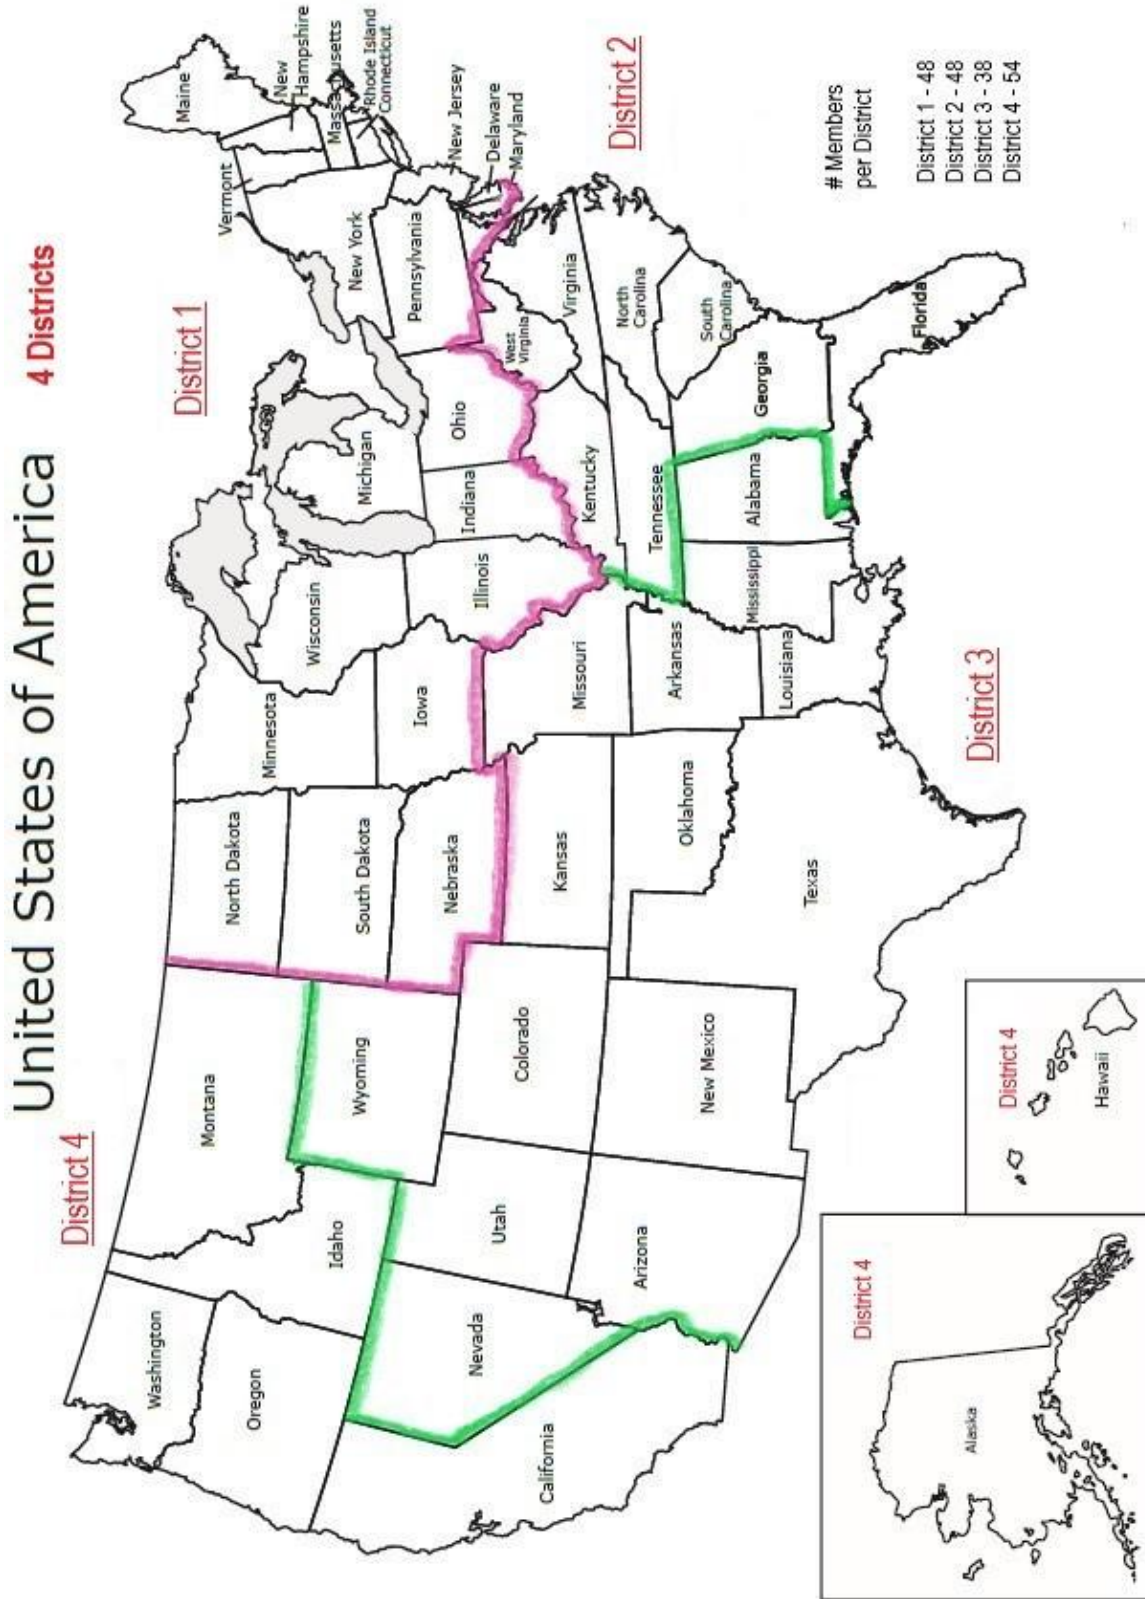 United States of America 4 Districts
District 4
District 1
District 2
District 3
Washington
Oregon
California
Nevada
Idaho
Montana
Wyoming
Utah
Arizona
Colorado
New Mexico
North Dakota
South Dakota
Nebraska
Kansas
Oklahoma
Texas
Minnesota
Iowa
Missouri
Arkansas
Louisiana
Wisconsin
Illinois
Michigan
Indiana
Ohio
Kentucky
Tennessee
Mississippi
Alabama
Georgia
Florida
South
Carolina
North
Carolina
Virginia
West
Virginia
Pennsylvania
New York
Vermont
Maine
New
Hampshire
Massachusetts
Rhode Island
Connecticut
New Jersey
Delaware
Maryland
District 4
Alaska
District 4
Hawaii
# Members
per District
District 1 - 48
District 2 - 48
District 3 - 38
District 4 - 54